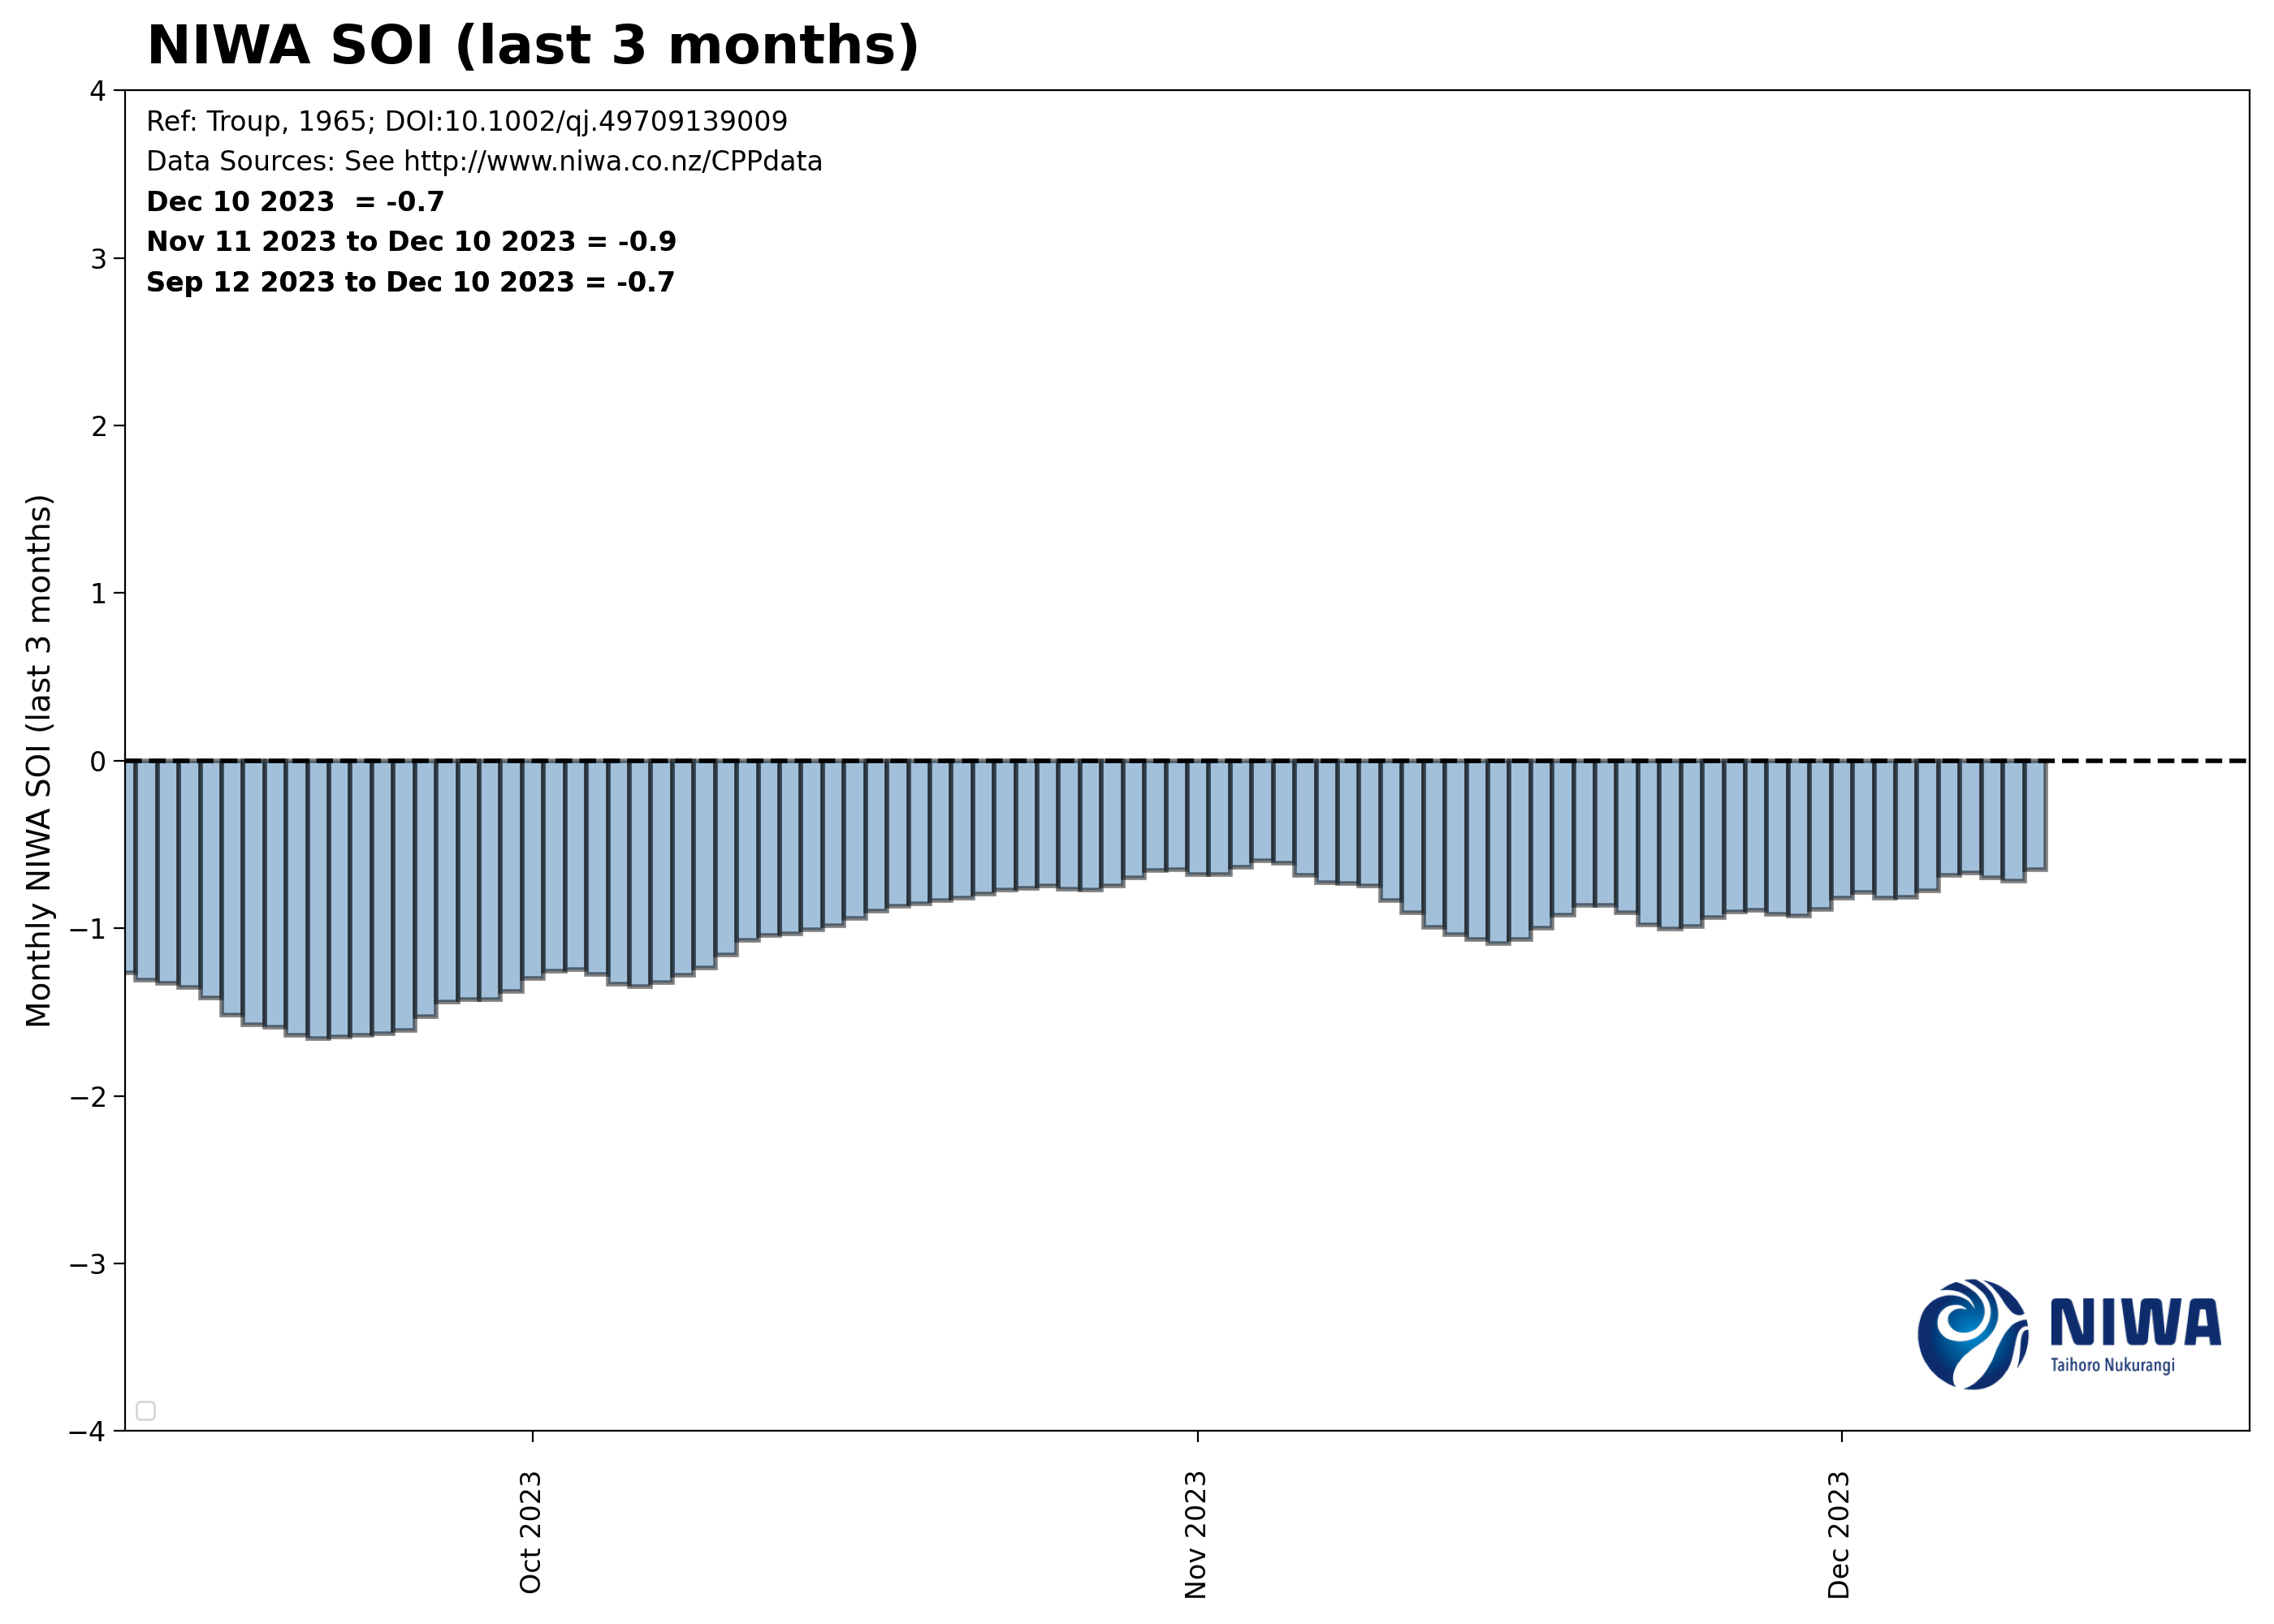 NIWA SOI (last 3 months)
Ref: Troup, 1965; DOI:10.1002/qj.49709139009
Data Sources: See http://www.niwa.co.nz/CPPdata
Dec 10 2023  = -0.7
Nov 11 2023 to Dec 10 2023 = -0.9
Sep 12 2023 to Dec 10 2023 = -0.7
Monthly NIWA SOI (last 3 months)
4
3
2
1
0
−1
−2
−3
−4
Oct 2023
Nov 2023
Dec 2023
NIWA
Taihoro Nukurangi